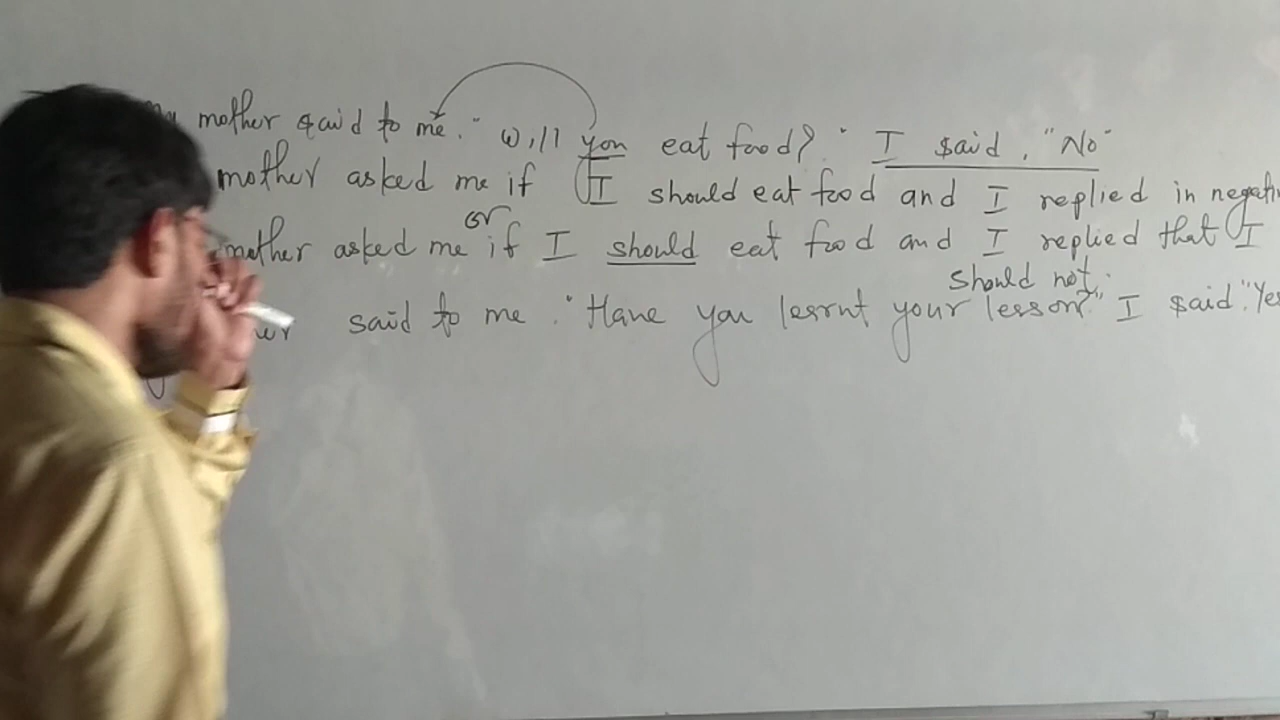 mother said to me. "Will you eat food?" I said, "No"
mother asked me if I should eat food and I replied in negati
or
mother asked me if I should eat food and I replied that I
should not.
said to me "Have you learnt your lesson?" I said "Yes